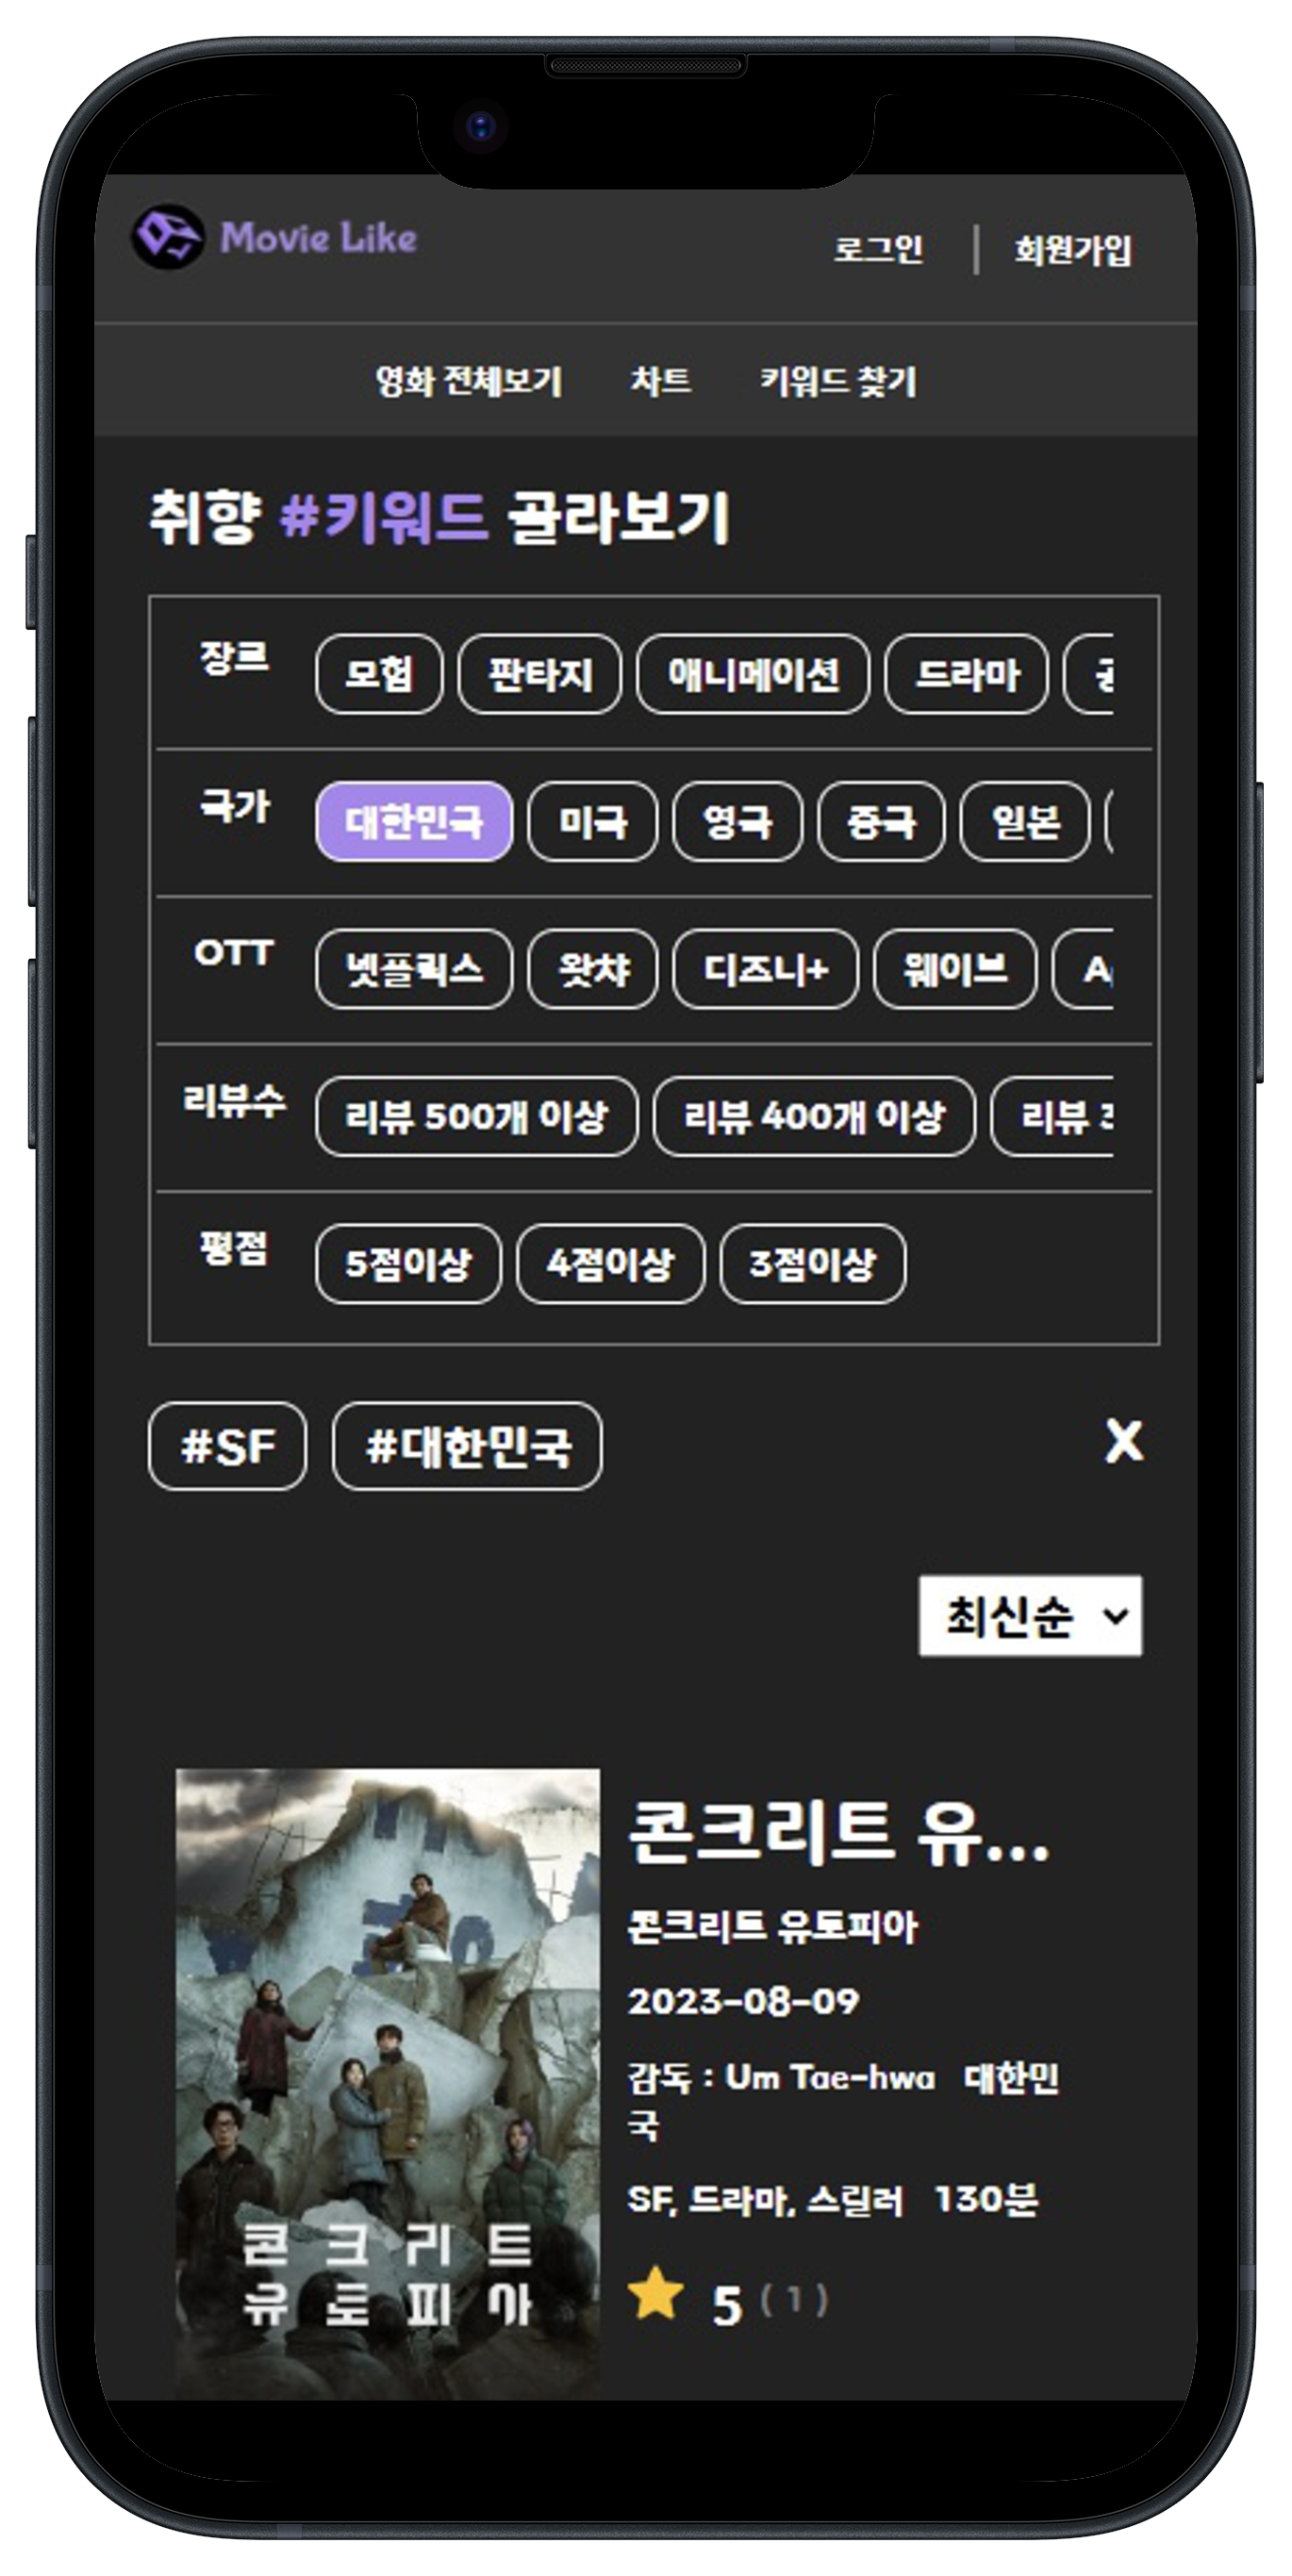 Movie Like
로그인 | 회원가입
영화 전체보기 차트 키워드 찾기
취향 #키워드 골라보기
장르 모험 판타지 애니메이션 드라마
국가 대한민국 미국 영국 중국 일본
OTT 넷플릭스 왓챠 디즈니+ 웨이브
리뷰수 리뷰 500개 이상 리뷰 400개 이상 리뷰
평점 5점이상 4점이상 3점이상
#SF #대한민국 X
최신순
콘크리트 유...
콘크리트 유토피아
2023-08-09
감독 : Um Tae-hwa 대한민
국
SF, 드라마, 스릴러 130분
5 ( 1 )
콘크리트
유토피아